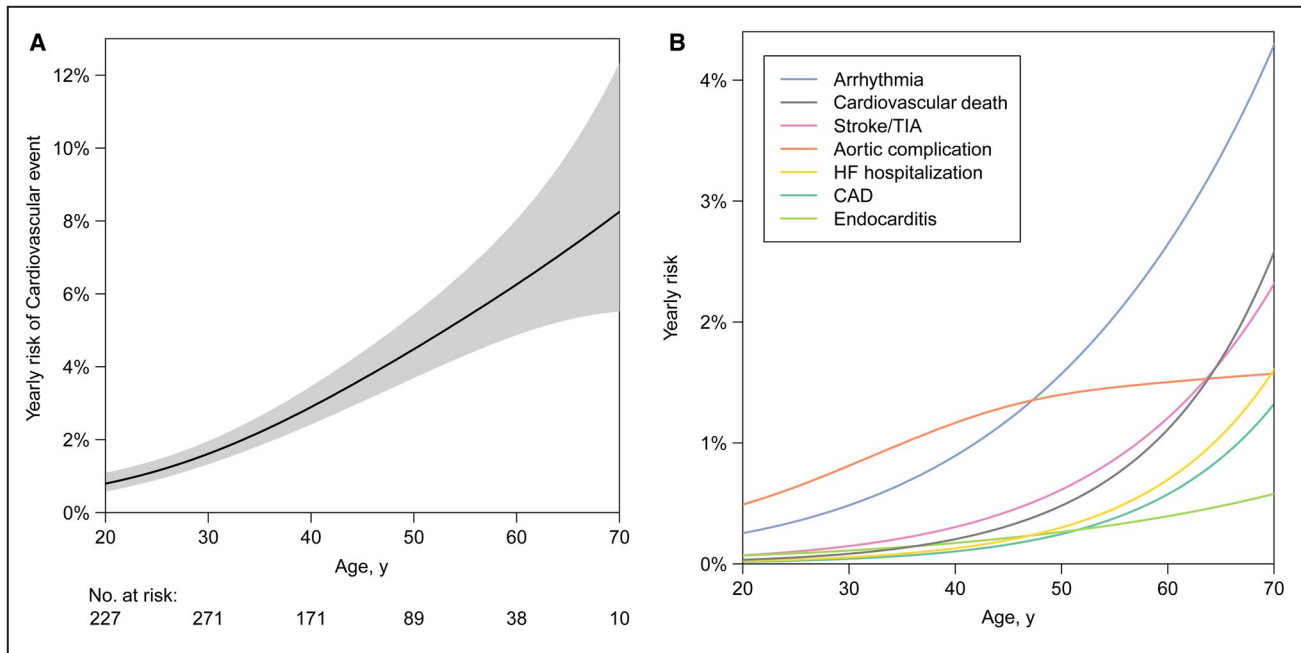 A
Yearly risk of Cardiovascular event
12%
10%
8%
6%
4%
2%
0%
20 30 40 50 60 70
Age, y
No. at risk:
227 271 171 89 38 10
B
Yearly risk
4%
3%
2%
1%
0%
Arrhythmia
Cardiovascular death
Stroke/TIA
Aortic complication
HF hospitalization
CAD
Endocarditis
20 30 40 50 60 70
Age, y